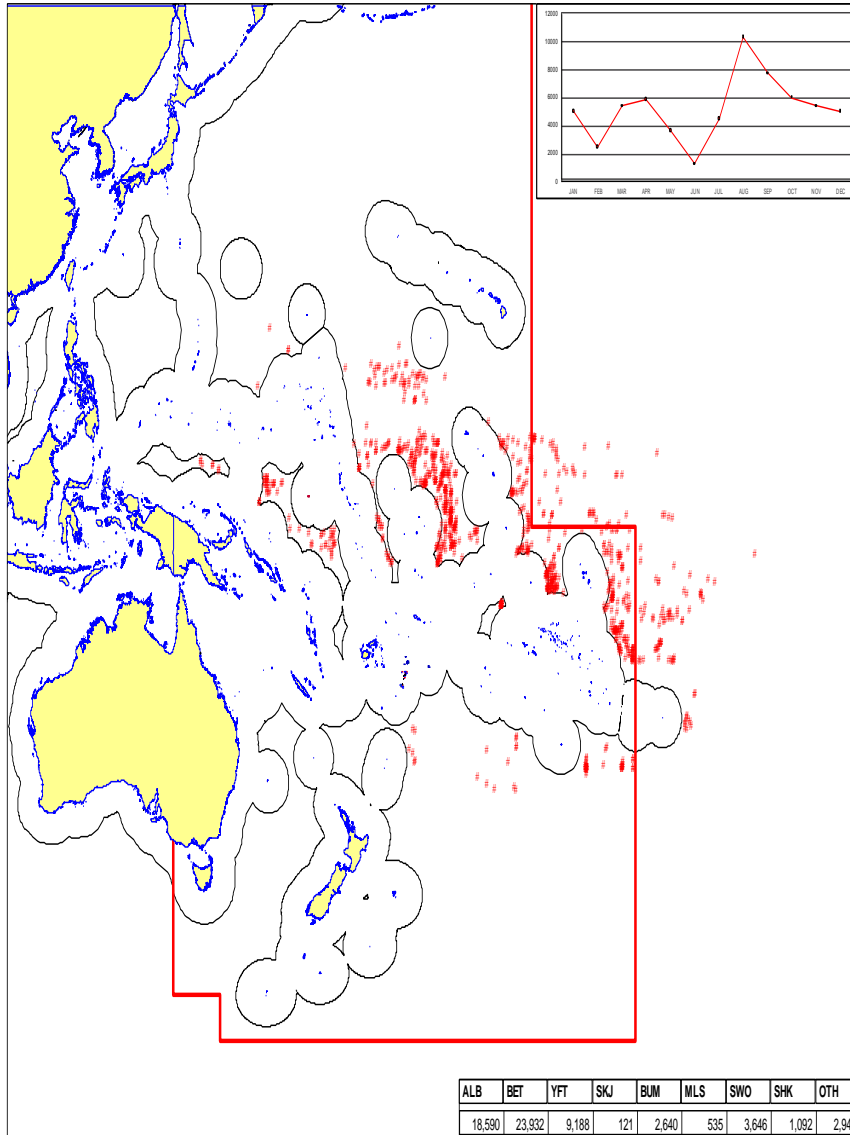 12000
10000
8000
6000
4000
2000
0
JAN FEB MAR APR MAY JUN JUL AUG SEP OCT NOV DEC
ALB BET YFT SKJ BUM MLS SWO SHK OTH
18,590 23,932 9,188 121 2,640 535 3,646 1,092 2,94